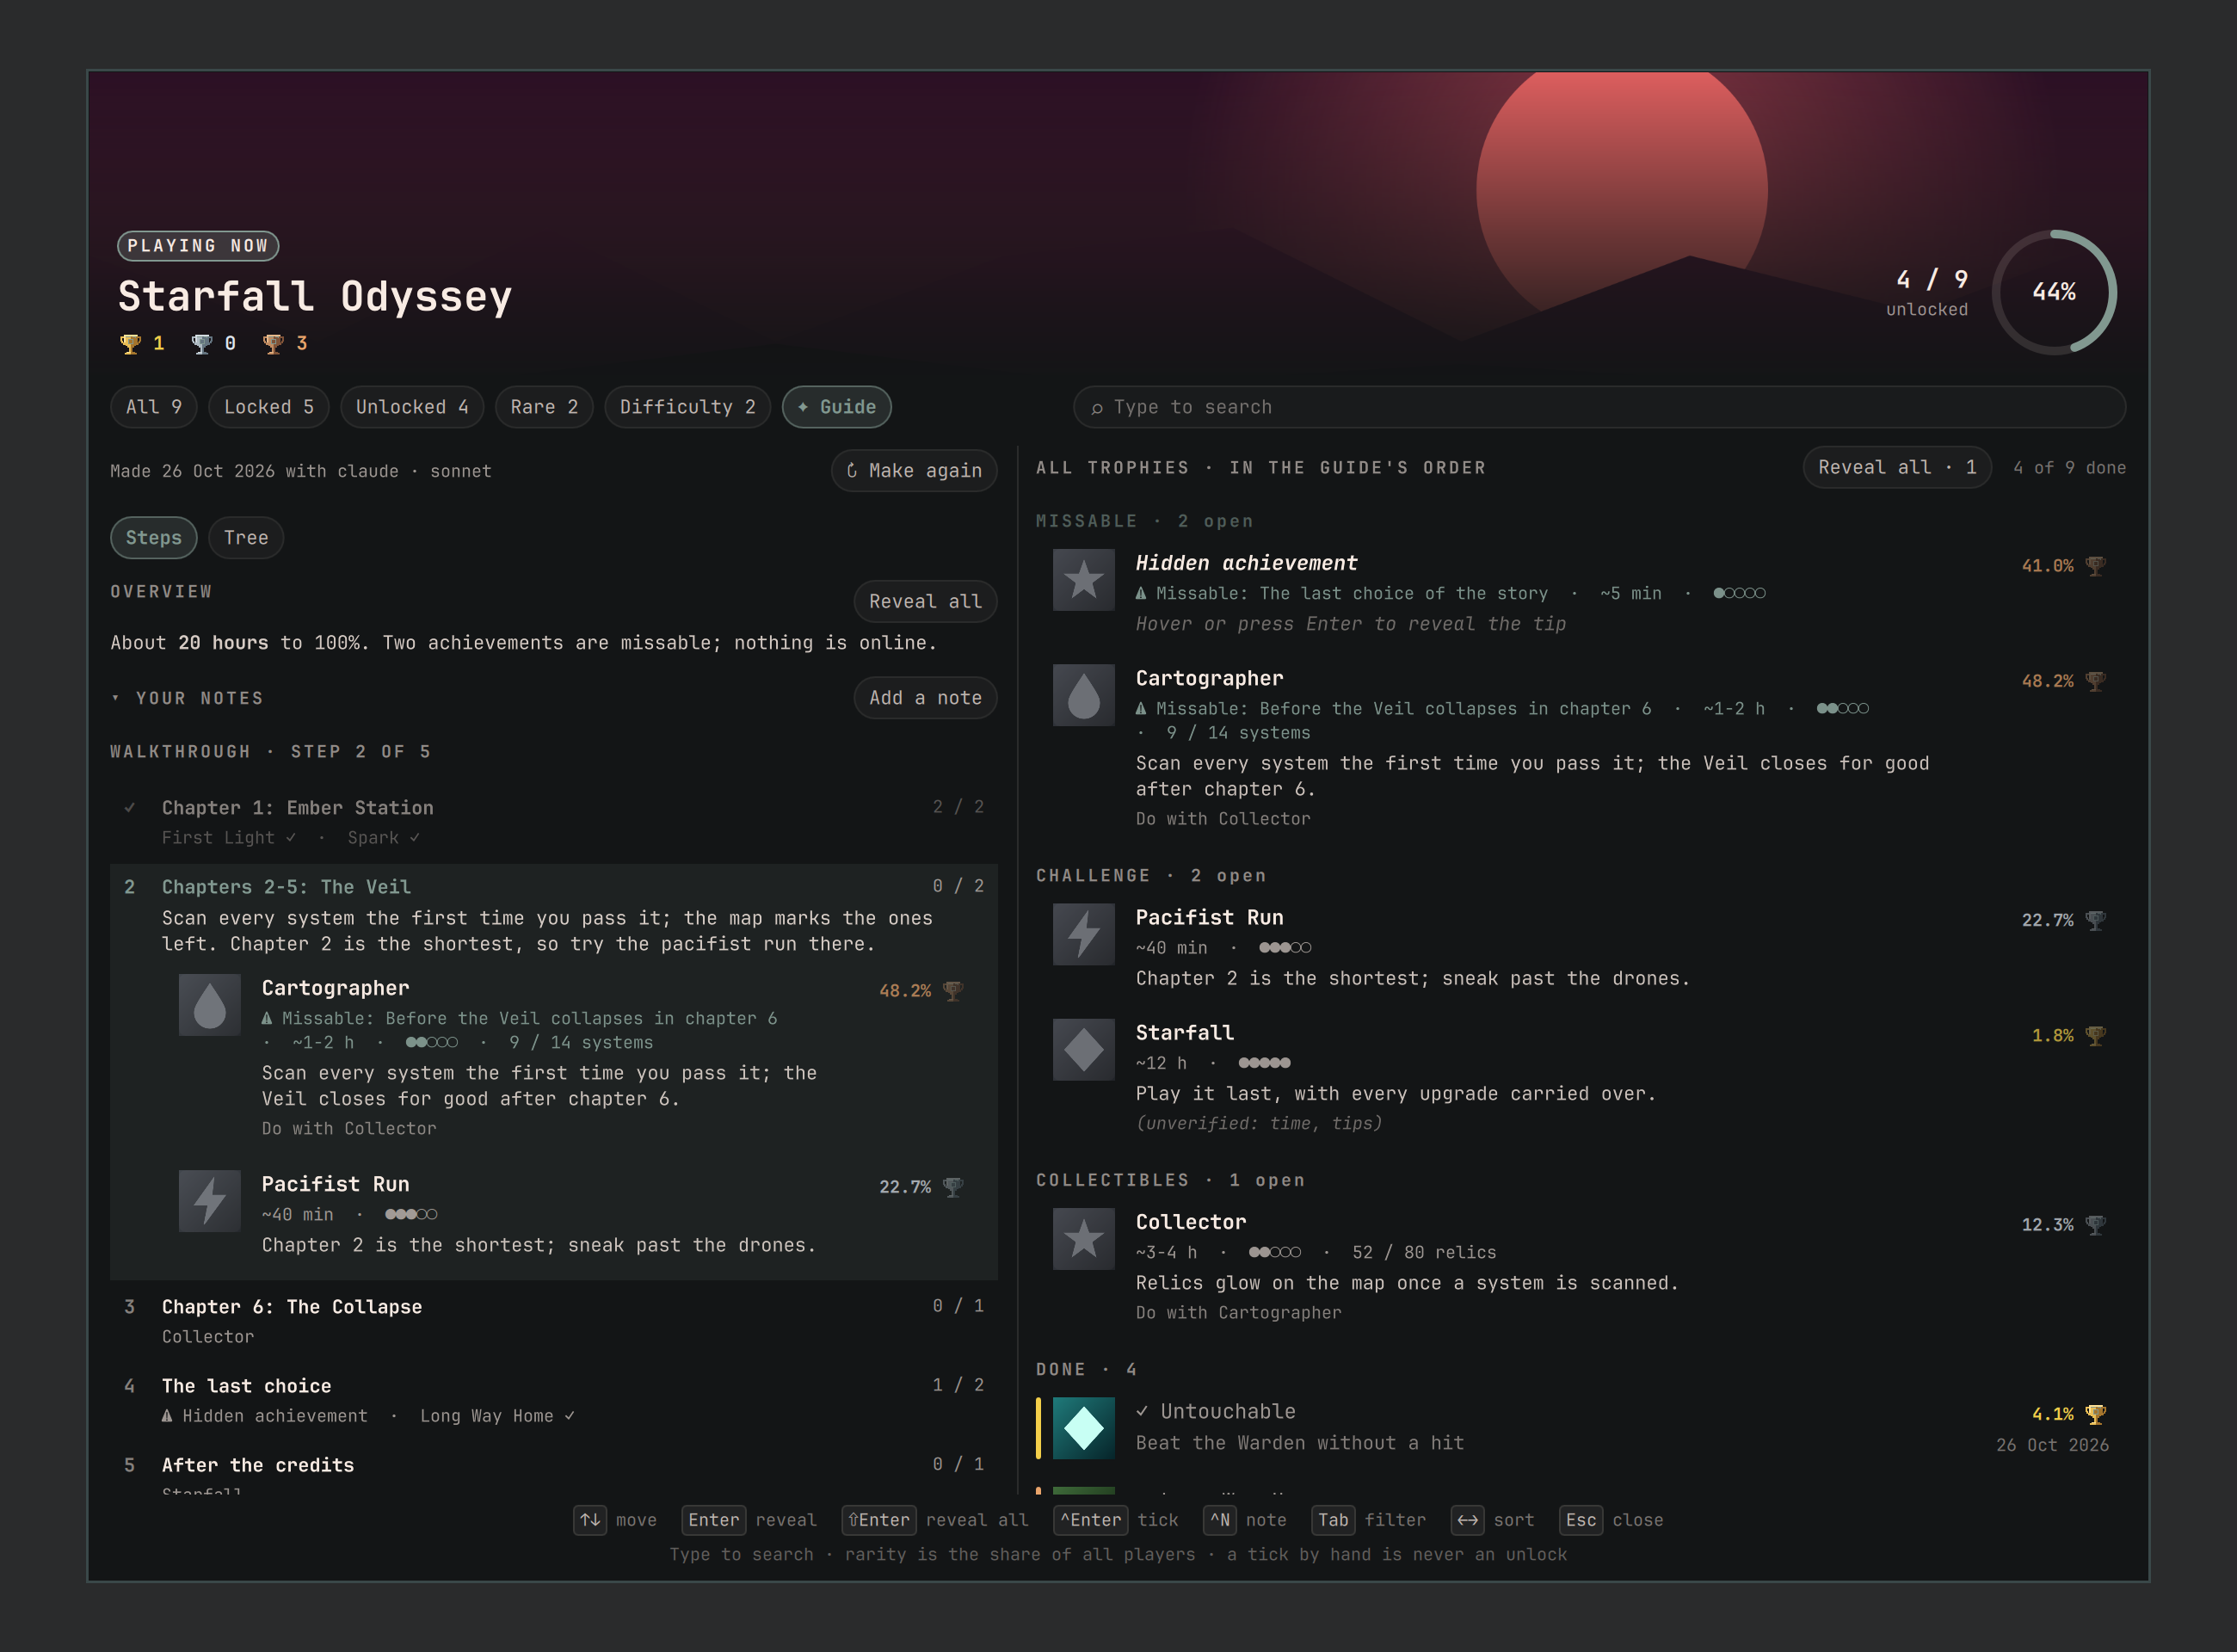 PLAYING NOW
Starfall Odyssey
1 0 3
4 / 9
unlocked
44%
All 9 Locked 5 Unlocked 4 Rare 2 Difficulty 2 ✦ Guide
Type to search
Made 26 Oct 2026 with claude · sonnet
↻ Make again
Steps Tree
OVERVIEW
Reveal all
About 20 hours to 100%. Two achievements are missable; nothing is online.
▾ YOUR NOTES
Add a note
WALKTHROUGH · STEP 2 OF 5
✓ Chapter 1: Ember Station 2 / 2
First Light ✓ · Spark ✓
2 Chapters 2-5: The Veil 0 / 2
Scan every system the first time you pass it; the map marks the ones
left. Chapter 2 is the shortest, so try the pacifist run there.
Cartographer 48.2%
⚠ Missable: Before the Veil collapses in chapter 6
· ~1-2 h · ●●○○○ · 9 / 14 systems
Scan every system the first time you pass it; the
Veil closes for good after chapter 6.
Do with Collector
Pacifist Run 22.7%
~40 min · ●●●○○
Chapter 2 is the shortest; sneak past the drones.
3 Chapter 6: The Collapse 0 / 1
Collector
4 The last choice 1 / 2
⚠ Hidden achievement · Long Way Home ✓
5 After the credits 0 / 1
Starfall
ALL TROPHIES · IN THE GUIDE'S ORDER
Reveal all · 1
4 of 9 done
MISSABLE · 2 open
Hidden achievement 41.0%
⚠ Missable: The last choice of the story · ~5 min · ●○○○○
Hover or press Enter to reveal the tip
Cartographer 48.2%
⚠ Missable: Before the Veil collapses in chapter 6 · ~1-2 h · ●●○○○
· 9 / 14 systems
Scan every system the first time you pass it; the Veil closes for good
after chapter 6.
Do with Collector
CHALLENGE · 2 open
Pacifist Run 22.7%
~40 min · ●●●○○
Chapter 2 is the shortest; sneak past the drones.
Starfall 1.8%
~12 h · ●●●●●
Play it last, with every upgrade carried over.
(unverified: time, tips)
COLLECTIBLES · 1 open
Collector 12.3%
~3-4 h · ●●○○○ · 52 / 80 relics
Relics glow on the map once a system is scanned.
Do with Cartographer
DONE · 4
✓ Untouchable 4.1%
Beat the Warden without a hit 26 Oct 2026
↑↓ move Enter reveal ⇧Enter reveal all ^Enter tick ^N note Tab filter ↔ sort Esc close
Type to search · rarity is the share of all players · a tick by hand is never an unlock